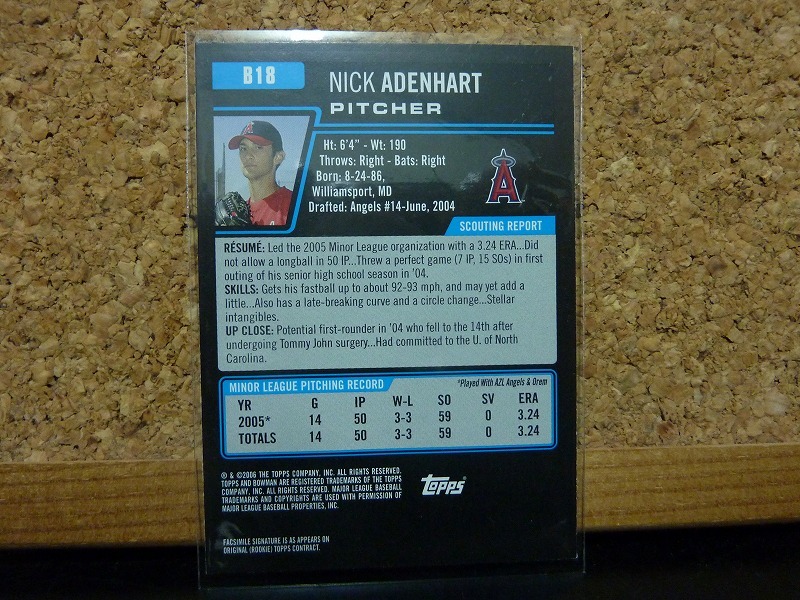 B18
NICK ADENHART
PITCHER
Ht: 6'4" - Wt: 190
Throws: Right - Bats: Right
Born: 8-24-86,
Williamsport, MD
Drafted: Angels #14-June, 2004
A
SCOUTING REPORT
RÉSUMÉ: Led the 2005 Minor League organization with a 3.24 ERA...Did
not allow a longball in 50 IP...Threw a perfect game (7 IP, 15 SOs) in first
outing of his senior high school season in '04.
SKILLS: Gets his fastball up to about 92-93 mph, and may yet add a
little...Also has a late-breaking curve and a circle change...Stellar
intangibles.
UP CLOSE: Potential first-rounder in '04 who fell to the 14th after
undergoing Tommy John surgery...Had committed to the U. of North
Carolina.
MINOR LEAGUE PITCHING RECORD *Played With AZL Angels & Orem
YR G IP W-L SO SV ERA
2005* 14 50 3-3 59 0 3.24
TOTALS 14 50 3-3 59 0 3.24
® & ©2006 THE TOPPS COMPANY, INC. ALL RIGHTS RESERVED.
TOPPS AND BOWMAN ARE REGISTERED TRADEMARKS OF THE TOPPS
COMPANY, INC. ALL RIGHTS RESERVED. MAJOR LEAGUE BASEBALL
TRADEMARKS AND COPYRIGHTS ARE USED WITH PERMISSION OF
MAJOR LEAGUE BASEBALL PROPERTIES, INC.
topps
FACSIMILE SIGNATURE IS AS APPEARS ON
ORIGINAL (ROOKIE) TOPPS CONTRACT.